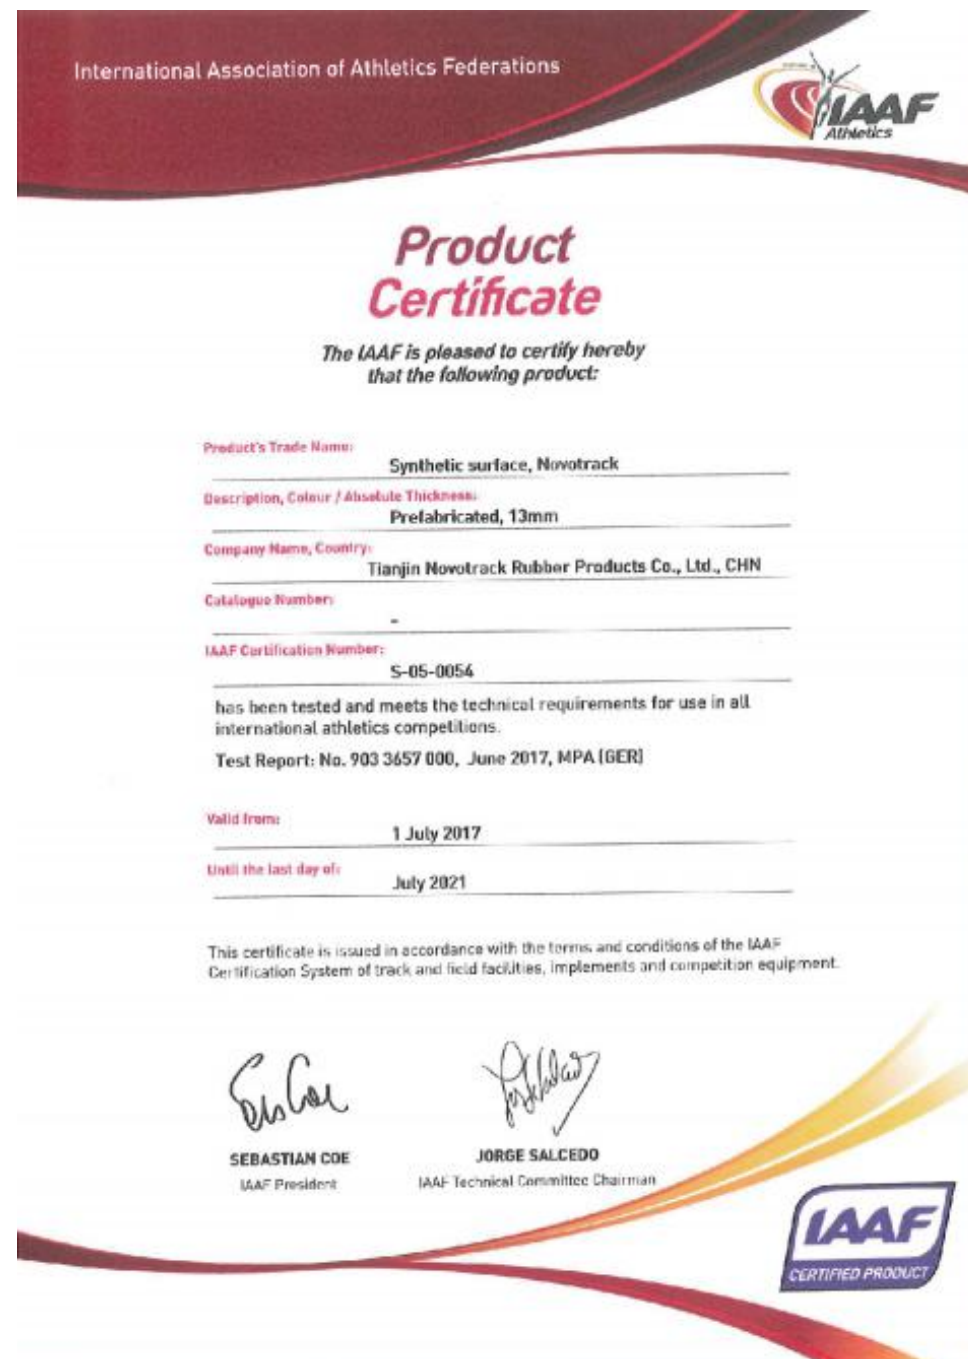 International Association of Athletics Federations
IAAF
Athletics
Product
Certificate
The IAAF is pleased to certify hereby
that the following product:
Product's Trade Name:
Synthetic surface, Novotrack
Description, Colour / Absolute Thickness:
Prefabricated, 13mm
Company Name, Country:
Tianjin Novotrack Rubber Products Co., Ltd., CHN
Catalogue Number:
-
IAAF Certification Number:
S-05-0054
has been tested and meets the technical requirements for use in all
international athletics competitions.
Test Report: No. 903 3657 000, June 2017, MPA (GER)
Valid from:
1 July 2017
Until the last day of:
July 2021
This certificate is issued in accordance with the terms and conditions of the IAAF
Certification System of track and field facilities, implements and competition equipment.
SEBASTIAN COE
JORGE SALCEDO
IAAF President
IAAF Technical Committee Chairman
IAAF
CERTIFIED PRODUCT